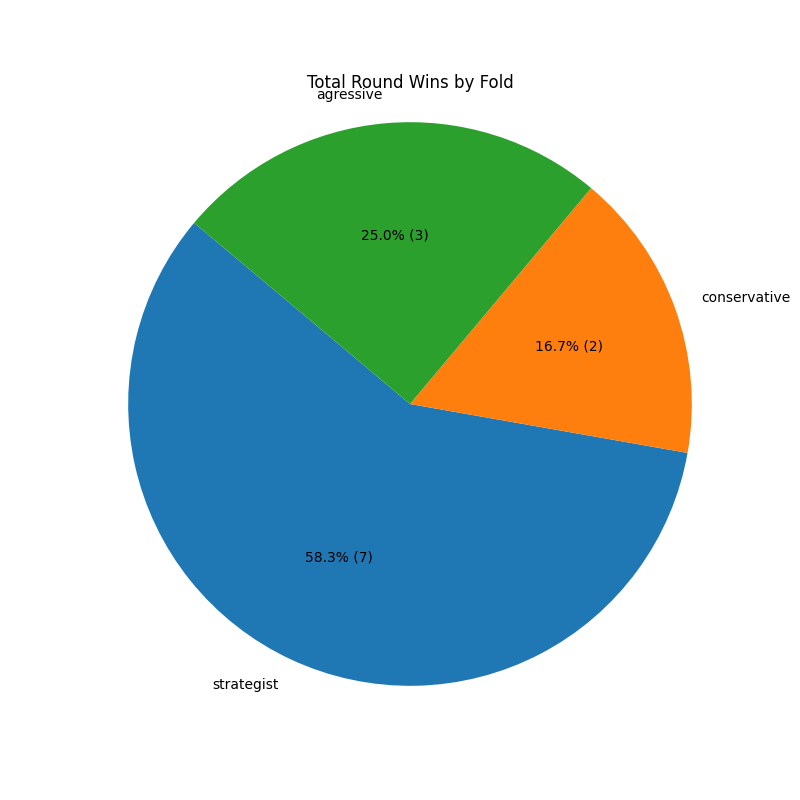 Total Round Wins by Fold
agressive
25.0% (3)
conservative
16.7% (2)
58.3% (7)
strategist